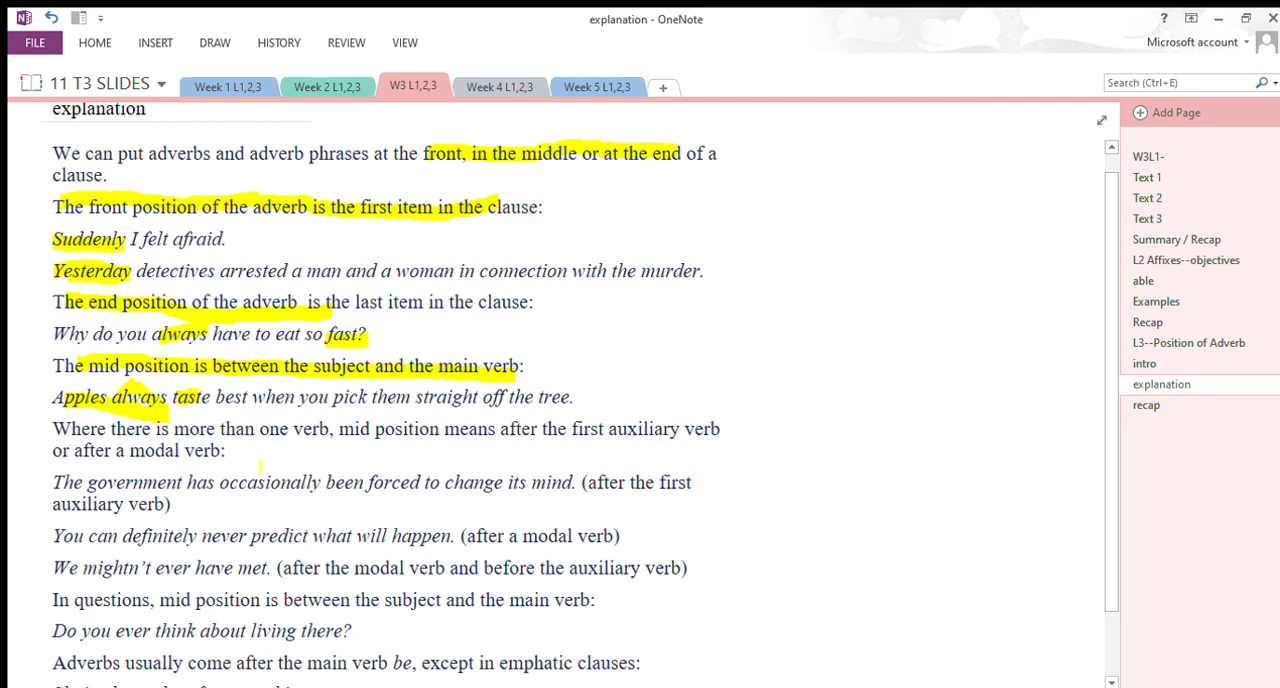 explanation - OneNote
?
FILE HOME INSERT DRAW HISTORY REVIEW VIEW
Microsoft account
11 T3 SLIDES
Week 1 L1,2,3
Week 2 L1,2,3
W3 L1,2,3
Week 4 L1,2,3
Week 5 L1,2,3
+
Search (Ctrl+E)
explanation
We can put adverbs and adverb phrases at the front, in the middle or at the end of a
clause.
The front position of the adverb is the first item in the clause:
Suddenly I felt afraid.
Yesterday detectives arrested a man and a woman in connection with the murder.
The end position of the adverb is the last item in the clause:
Why do you always have to eat so fast?
The mid position is between the subject and the main verb:
Apples always taste best when you pick them straight off the tree.
Where there is more than one verb, mid position means after the first auxiliary verb
or after a modal verb:
The government has occasionally been forced to change its mind. (after the first
auxiliary verb)
You can definitely never predict what will happen. (after a modal verb)
We mightn’t ever have met. (after the modal verb and before the auxiliary verb)
In questions, mid position is between the subject and the main verb:
Do you ever think about living there?
Adverbs usually come after the main verb be, except in emphatic clauses:
Add Page
W3L1-
Text 1
Text 2
Text 3
Summary / Recap
L2 Affixes--objectives
able
Examples
Recap
L3--Position of Adverb
intro
explanation
recap